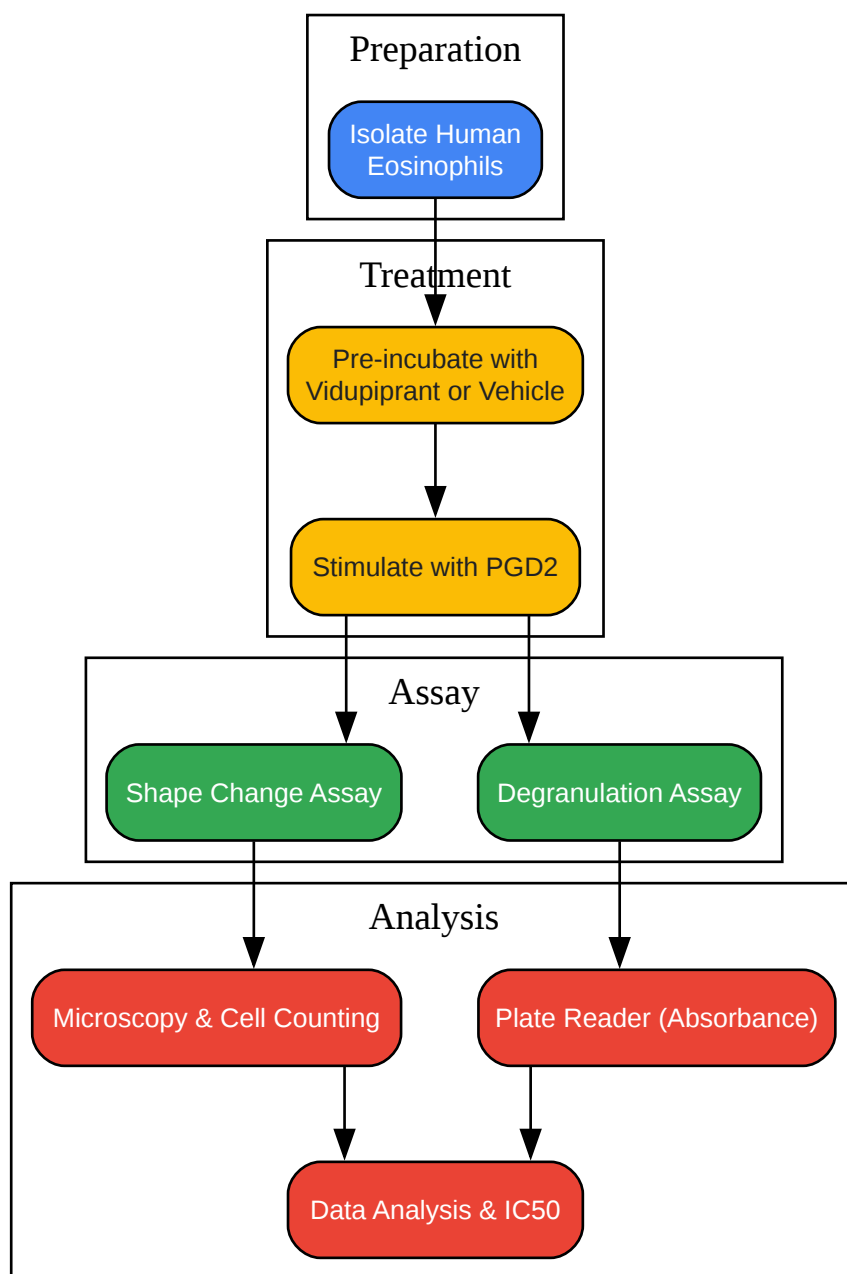 Preparation
Isolate Human
Eosinophils
Treatment
Pre-incubate with
Vidupiprant or Vehicle
Stimulate with PGD2
Assay
Shape Change Assay
Degranulation Assay
Analysis
Microscopy & Cell Counting
Plate Reader (Absorbance)
Data Analysis & IC50